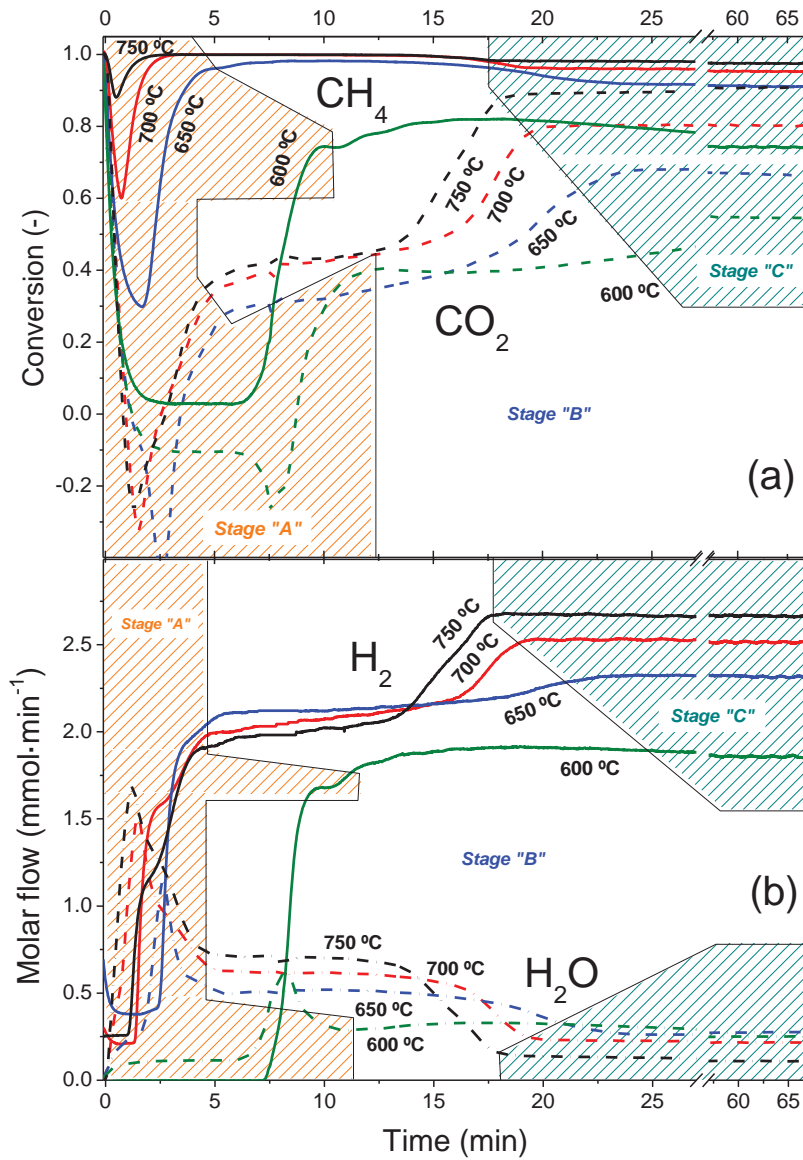 0 5 10 15 20 25 60 65
1.0
0.8
0.6
0.4
0.2
0.0
-0.2
Conversion (-)
750 ºC
700 ºC
650 ºC
600 ºC
CH4
750 ºC
700 ºC
650 ºC
600 ºC
CO2
Stage "C"
Stage "B"
Stage "A"
(a)
2.5
2.0
1.5
1.0
0.5
0.0
Molar flow (mmol·min-1)
Stage "A"
H2
750 ºC
700 ºC
650 ºC
600 ºC
Stage "C"
Stage "B"
(b)
750 ºC
700 ºC
H2O
650 ºC
600 ºC
0 5 10 15 20 25 60 65
Time (min)